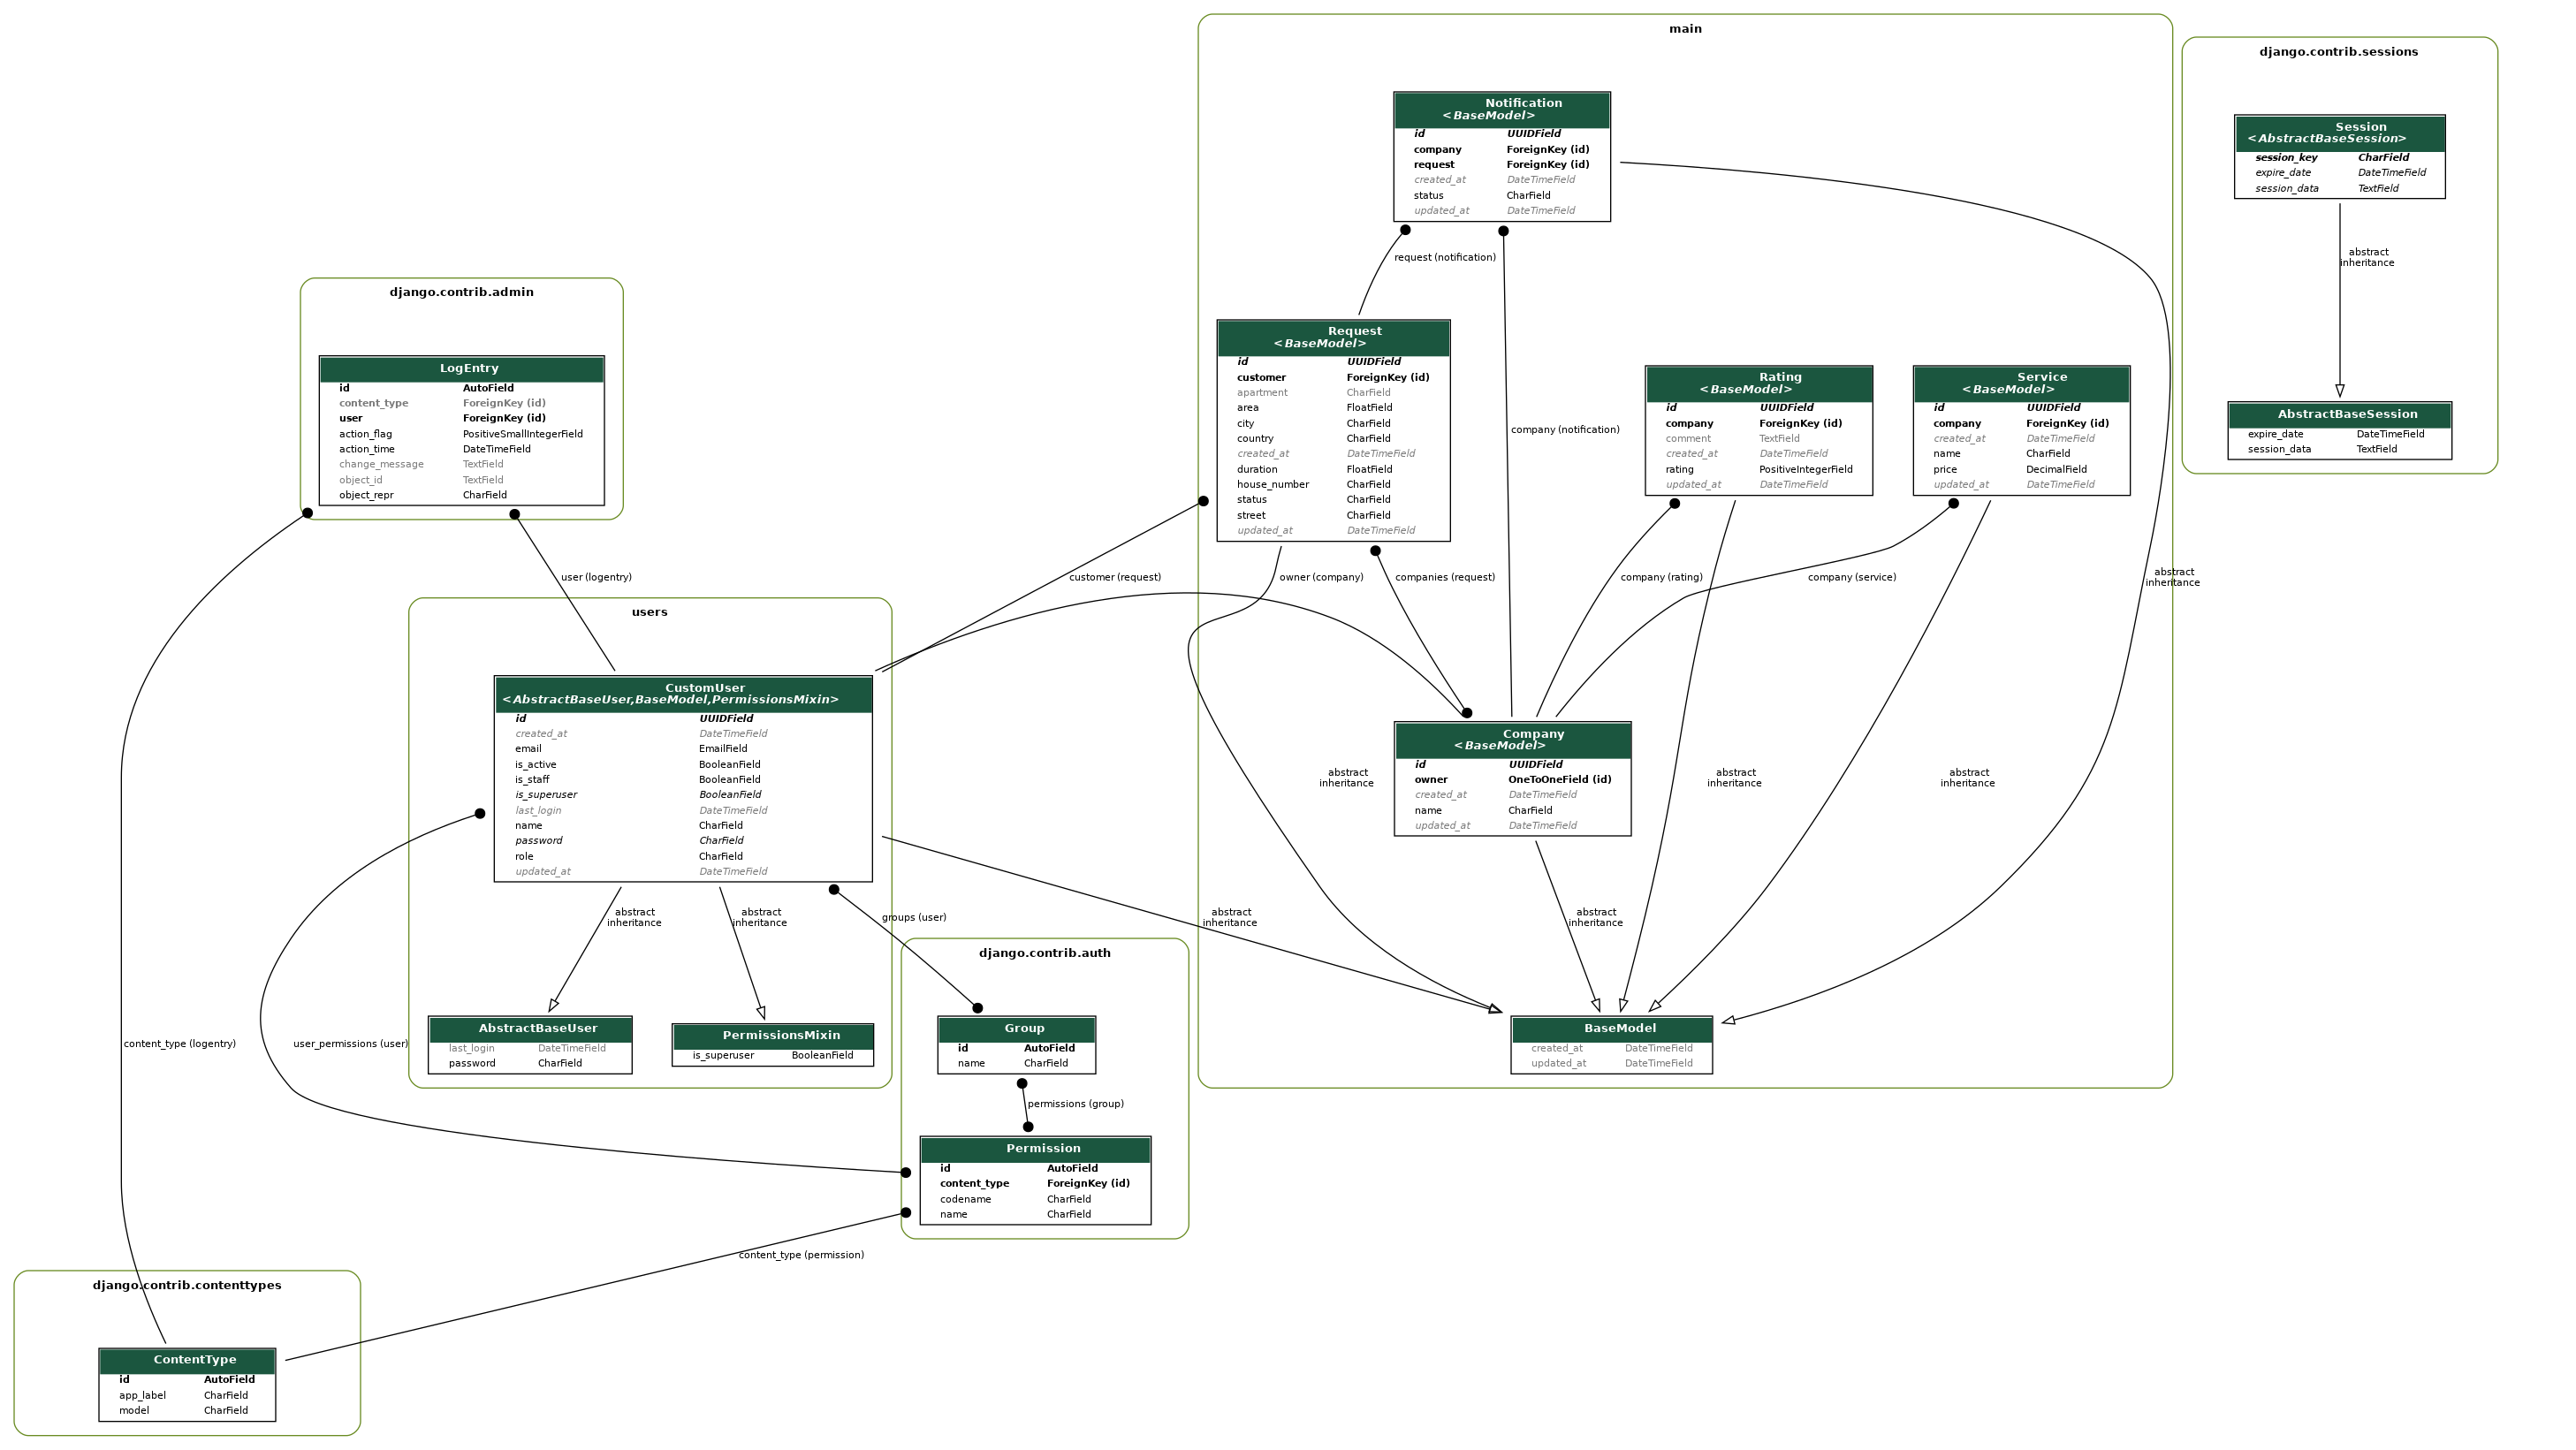 main
Notification
<BaseModel>
id UUIDField
company ForeignKey (id)
request ForeignKey (id)
created_at DateTimeField
status CharField
updated_at DateTimeField
request (notification)
company (notification)
Request
<BaseModel>
id UUIDField
customer ForeignKey (id)
apartment CharField
area FloatField
city CharField
country CharField
created_at DateTimeField
duration FloatField
house_number CharField
status CharField
street CharField
updated_at DateTimeField
Rating
<BaseModel>
id UUIDField
company ForeignKey (id)
comment TextField
created_at DateTimeField
rating PositiveIntegerField
updated_at DateTimeField
Service
<BaseModel>
id UUIDField
company ForeignKey (id)
created_at DateTimeField
name CharField
price DecimalField
updated_at DateTimeField
customer (request)
owner (company)
companies (request)
company (rating)
company (service)
abstract
inheritance
Company
<BaseModel>
id UUIDField
owner OneToOneField (id)
created_at DateTimeField
name CharField
updated_at DateTimeField
abstract
inheritance
abstract
inheritance
abstract
inheritance
abstract
inheritance
abstract
inheritance
BaseModel
created_at DateTimeField
updated_at DateTimeField
django.contrib.sessions
Session
<AbstractBaseSession>
session_key CharField
expire_date DateTimeField
session_data TextField
abstract
inheritance
AbstractBaseSession
expire_date DateTimeField
session_data TextField
django.contrib.admin
LogEntry
id AutoField
content_type ForeignKey (id)
user ForeignKey (id)
action_flag PositiveSmallIntegerField
action_time DateTimeField
change_message TextField
object_id TextField
object_repr CharField
user (logentry)
users
CustomUser
<AbstractBaseUser,BaseModel,PermissionsMixin>
id UUIDField
created_at DateTimeField
email EmailField
is_active BooleanField
is_staff BooleanField
is_superuser BooleanField
last_login DateTimeField
name CharField
password CharField
role CharField
updated_at DateTimeField
abstract
inheritance
abstract
inheritance
groups (user)
AbstractBaseUser
last_login DateTimeField
password CharField
PermissionsMixin
is_superuser BooleanField
content_type (logentry)
user_permissions (user)
django.contrib.auth
Group
id AutoField
name CharField
permissions (group)
Permission
id AutoField
content_type ForeignKey (id)
codename CharField
name CharField
content_type (permission)
django.contrib.contenttypes
ContentType
id AutoField
app_label CharField
model CharField